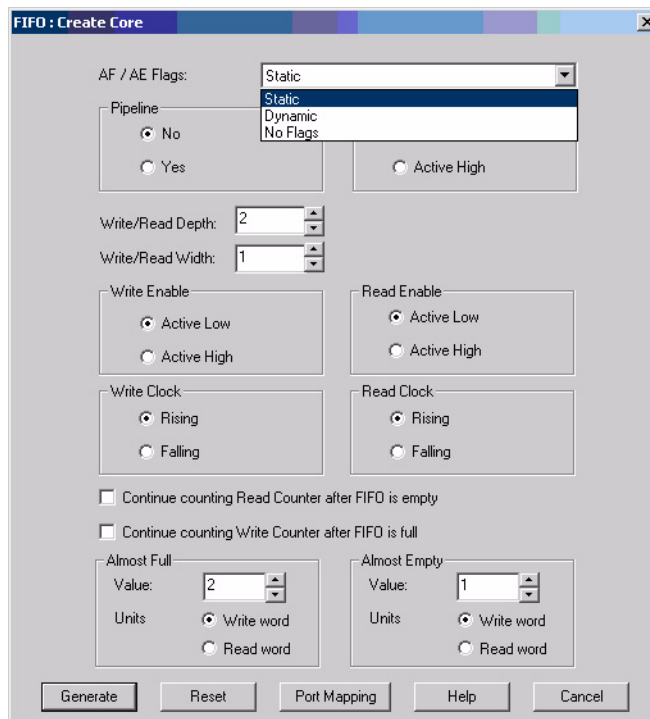 FIFO : Create Core
AF / AE Flags:
Static
Static
Dynamic
No Flags
Pipeline
No
Yes
Active High
Write/Read Depth:
2
Write/Read Width:
1
Write Enable
Active Low
Active High
Read Enable
Active Low
Active High
Write Clock
Rising
Falling
Read Clock
Rising
Falling
Continue counting Read Counter after FIFO is empty
Continue counting Write Counter after FIFO is full
Almost Full
Value:
2
Units
Write word
Read word
Almost Empty
Value:
1
Units
Write word
Read word
Generate
Reset
Port Mapping
Help
Cancel